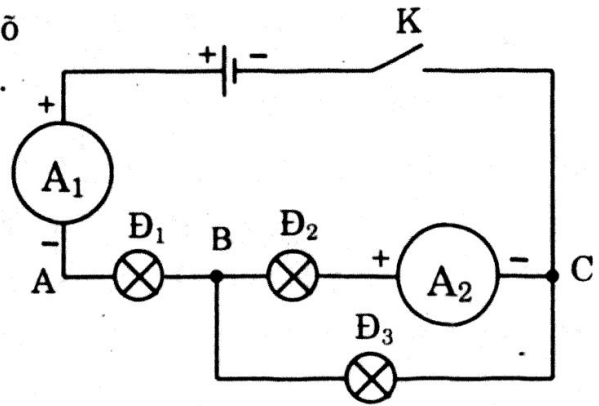 õ
K
+ -
.
+
A₁
-
Đ₁ B Đ₂ + - C
A A₂
Đ₃